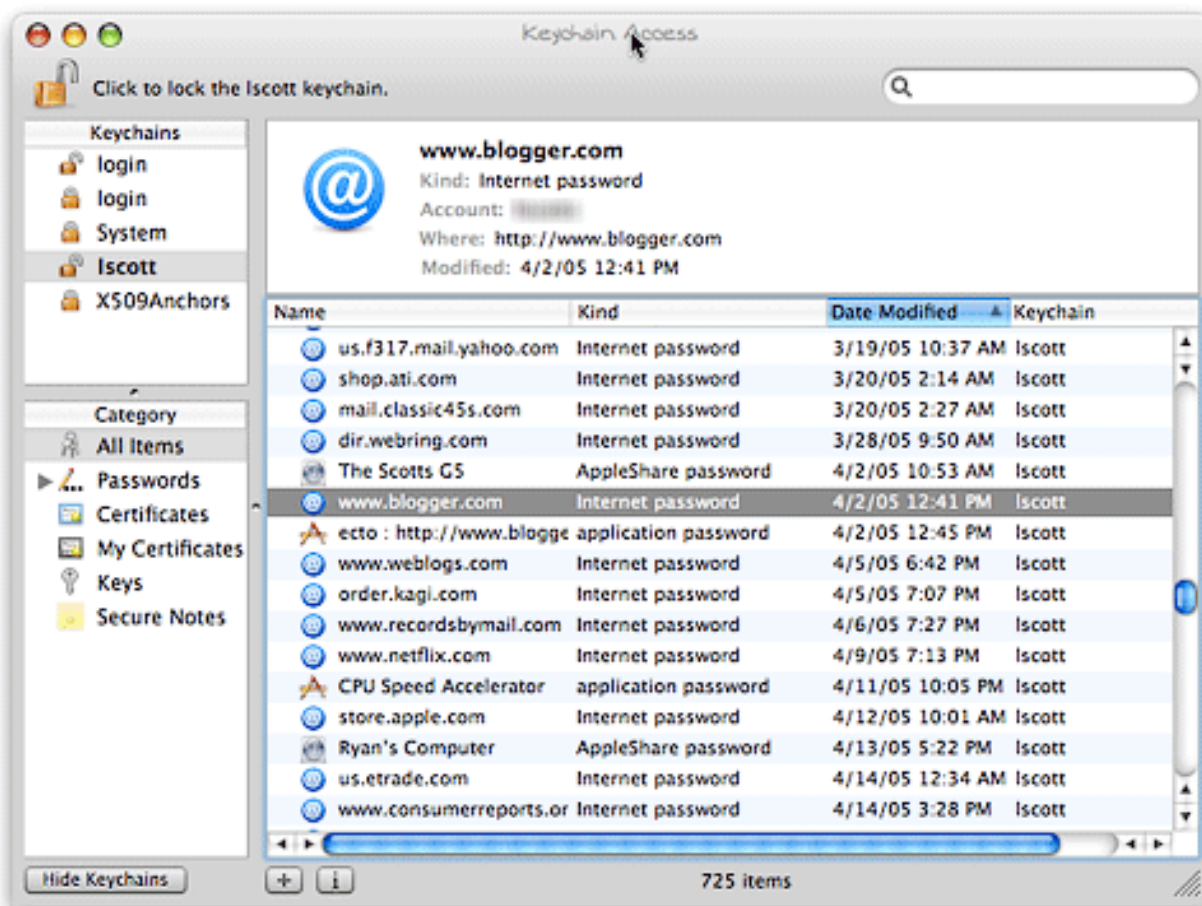 Keychain Access
Click to lock the lscott keychain.
Keychains
login
login
System
lscott
X509Anchors
www.blogger.com
Kind: Internet password
Account:
Where: http://www.blogger.com
Modified: 4/2/05 12:41 PM
Name Kind Date Modified Keychain
us.f317.mail.yahoo.com Internet password 3/19/05 10:37 AM lscott
shop.ati.com Internet password 3/20/05 2:14 AM lscott
mail.classic45s.com Internet password 3/20/05 2:27 AM lscott
dir.webring.com Internet password 3/28/05 9:50 AM lscott
The Scotts G5 AppleShare password 4/2/05 10:53 AM lscott
www.blogger.com Internet password 4/2/05 12:41 PM lscott
ecto : http://www.blogge application password 4/2/05 12:45 PM lscott
www.weblogs.com Internet password 4/5/05 6:42 PM lscott
order.kagi.com Internet password 4/5/05 7:07 PM lscott
www.recordsbymail.com Internet password 4/6/05 7:27 PM lscott
www.netflix.com Internet password 4/9/05 7:13 PM lscott
CPU Speed Accelerator application password 4/11/05 10:05 PM lscott
store.apple.com Internet password 4/12/05 10:01 AM lscott
Ryan's Computer AppleShare password 4/13/05 5:22 PM lscott
us.etrade.com Internet password 4/14/05 12:34 AM lscott
www.consumerreports.or Internet password 4/14/05 3:28 PM lscott
Category
All Items
Passwords
Certificates
My Certificates
Keys
Secure Notes
Hide Keychains
725 items